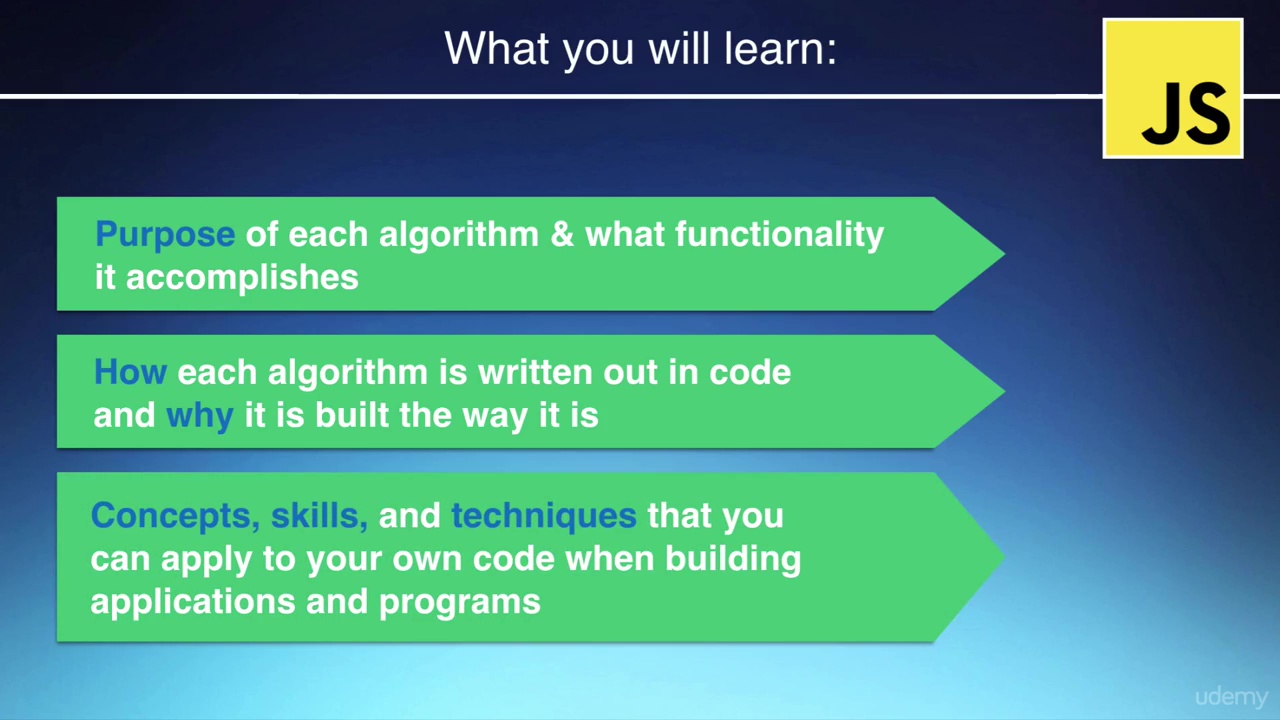 What you will learn:
JS
Purpose of each algorithm & what functionality
it accomplishes
How each algorithm is written out in code
and why it is built the way it is
Concepts, skills, and techniques that you
can apply to your own code when building
applications and programs
udemy